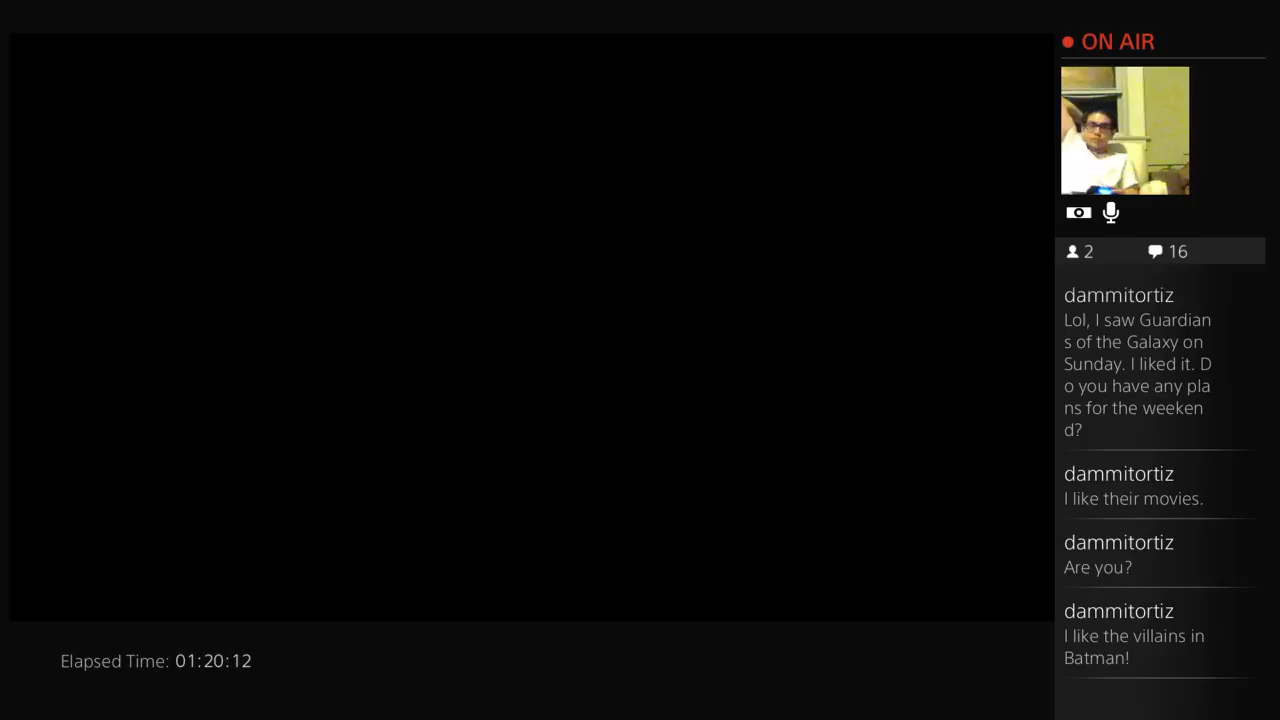 ON AIR
2
16
dammitortiz
Lol, I saw Guardian
s of the Galaxy on
Sunday. I liked it. D
o you have any pla
ns for the weeken
d?
dammitortiz
I like their movies.
dammitortiz
Are you?
dammitortiz
I like the villains in
Batman!
Elapsed Time: 01:20:12